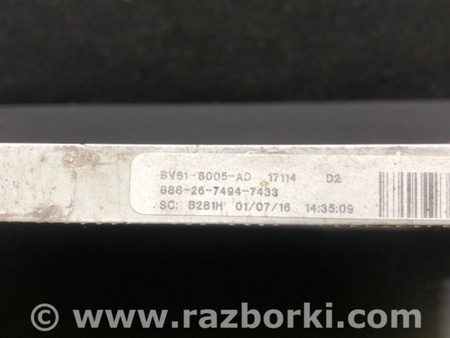 BV61-8005-AD 17114 D2
888-26-7494-7433
SC: B281H 01/07/16 14:35:09
© www.razborki.com